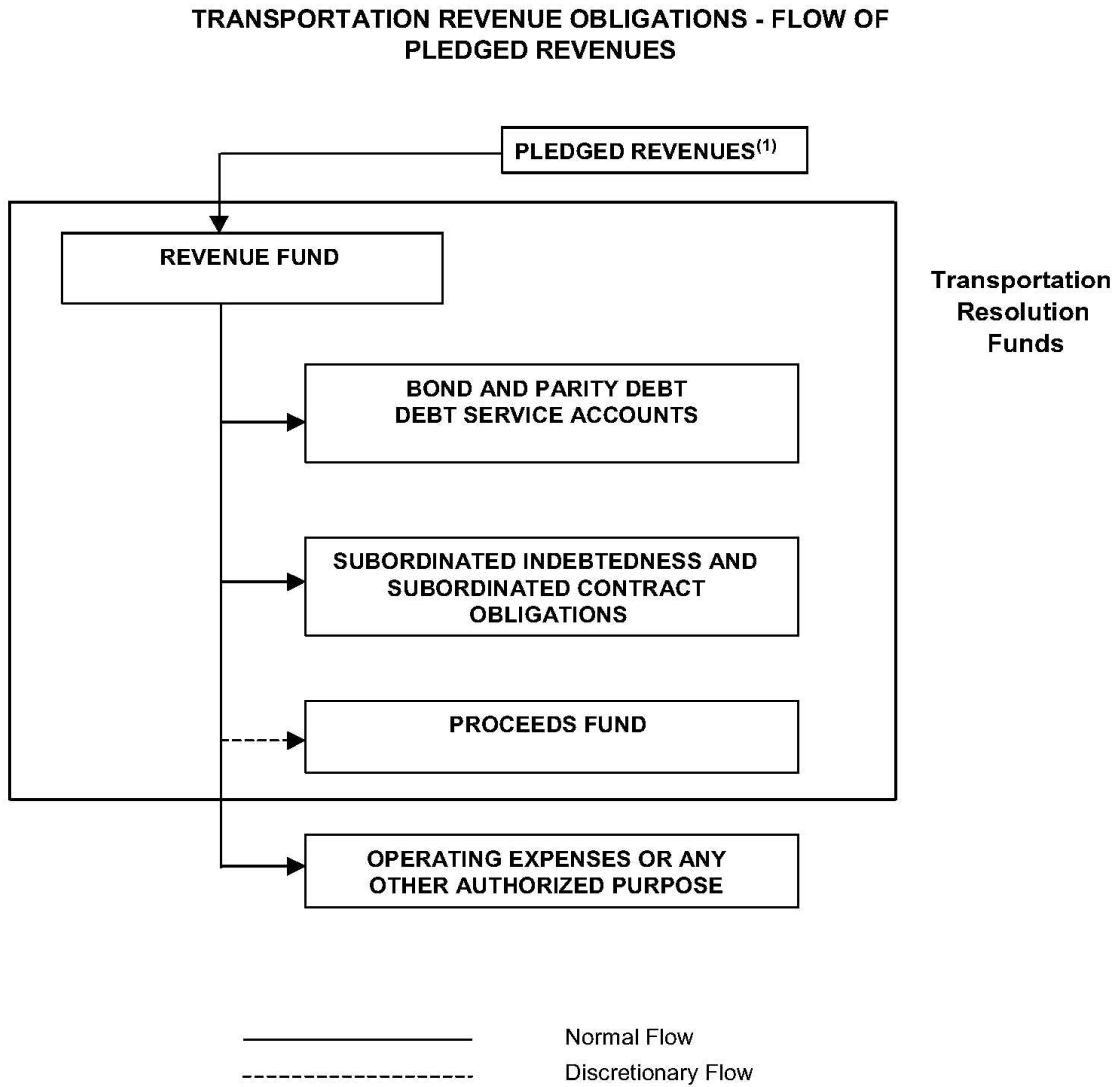 TRANSPORTATION REVENUE OBLIGATIONS - FLOW OF
PLEDGED REVENUES
PLEDGED REVENUES(1)
REVENUE FUND
Transportation
Resolution
Funds
BOND AND PARITY DEBT
DEBT SERVICE ACCOUNTS
SUBORDINATED INDEBTEDNESS AND
SUBORDINATED CONTRACT
OBLIGATIONS
PROCEEDS FUND
OPERATING EXPENSES OR ANY
OTHER AUTHORIZED PURPOSE
Normal Flow
Discretionary Flow